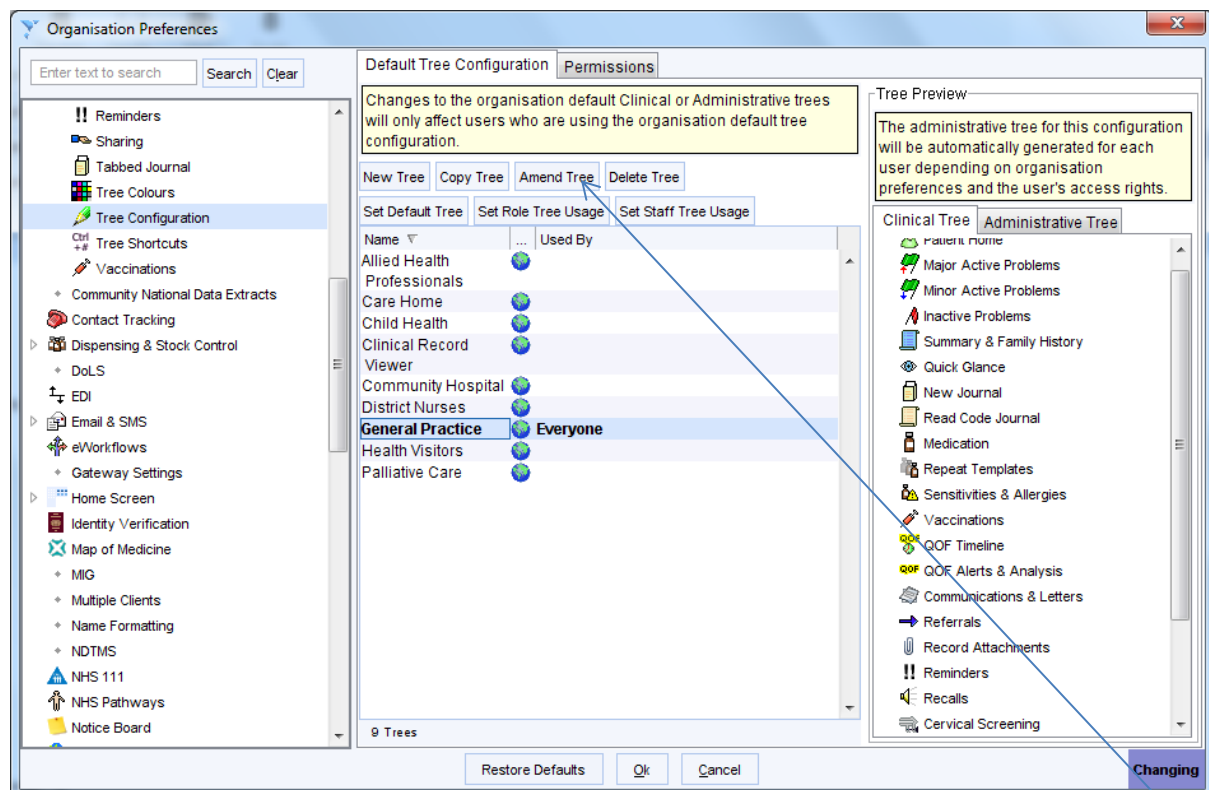 Organisation Preferences
Enter text to search
Search
Clear
Reminders
Sharing
Tabbed Journal
Tree Colours
Tree Configuration
Ctrl
+#
Tree Shortcuts
Vaccinations
Community National Data Extracts
Contact Tracking
Dispensing & Stock Control
DoLS
EDI
Email & SMS
eWorkflows
Gateway Settings
Home Screen
Identity Verification
Map of Medicine
MIG
Multiple Clients
Name Formatting
NDTMS
NHS 111
NHS Pathways
Notice Board
Default Tree Configuration
Permissions
Changes to the organisation default Clinical or Administrative trees
will only affect users who are using the organisation default tree
configuration.
New Tree
Copy Tree
Amend Tree
Delete Tree
Set Default Tree
Set Role Tree Usage
Set Staff Tree Usage
Name
...
Used By
Allied Health
Professionals
Care Home
Child Health
Clinical Record
Viewer
Community Hospital
District Nurses
General Practice
Everyone
Health Visitors
Palliative Care
9 Trees
Tree Preview
The administrative tree for this configuration
will be automatically generated for each
user depending on organisation
preferences and the user's access rights.
Clinical Tree
Administrative Tree
Patient Home
Major Active Problems
Minor Active Problems
Inactive Problems
Summary & Family History
Quick Glance
New Journal
Read Code Journal
Medication
Repeat Templates
Sensitivities & Allergies
Vaccinations
QOF
QOF Timeline
QOF
QOF Alerts & Analysis
Communications & Letters
Referrals
Record Attachments
Reminders
Recalls
Cervical Screening
Restore Defaults
Ok
Cancel
Changing